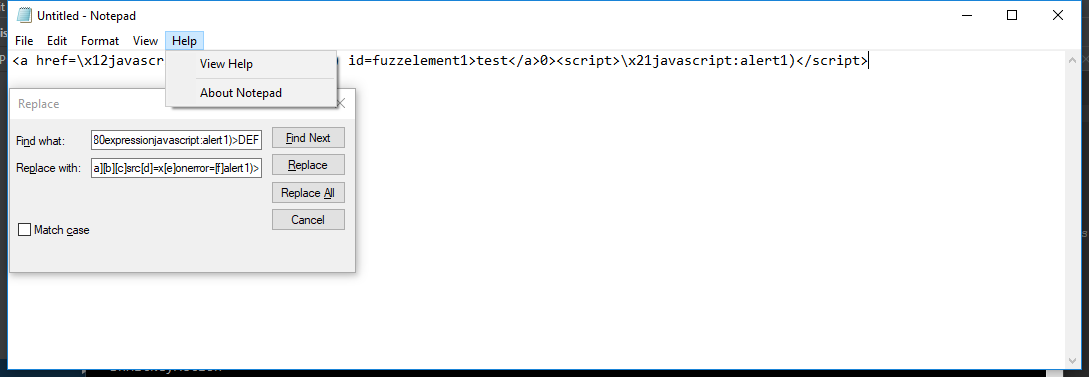 Untitled - Notepad
File Edit Format View Help
<a href=\x12javascr id=fuzzelement1>test</a>0><script>\x21javascript:alert1)</script>
View Help
About Notepad
Replace
Find what: 80expressionjavascript:alert1)>DEF Find Next
Replace with: a][b][c]src[d]=x[e]onerror=[f]alert1)> Replace
Replace All
Cancel
Match case